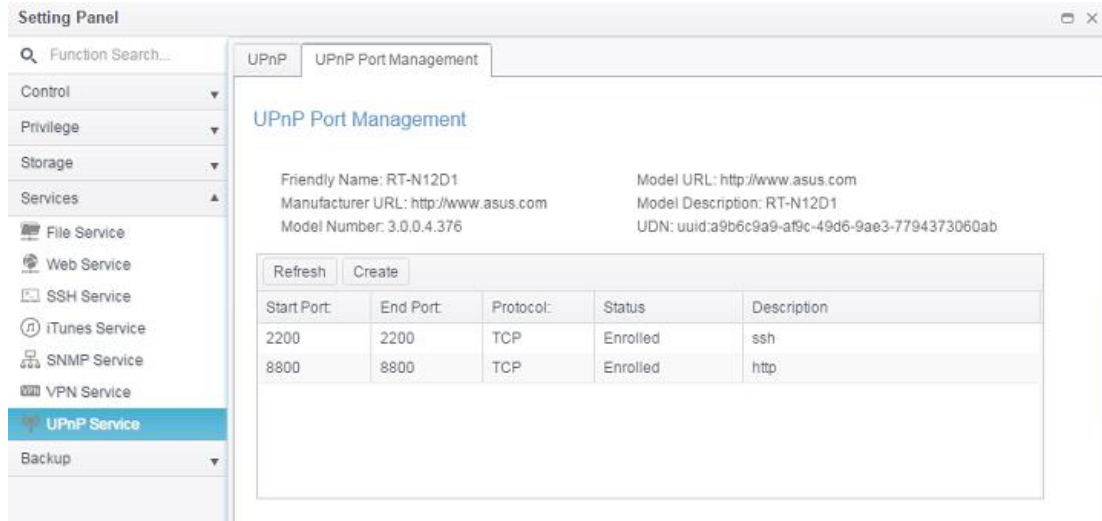 Setting Panel
Function Search...
Control
Privilege
Storage
Services
File Service
Web Service
SSH Service
iTunes Service
SNMP Service
VPN Service
UPnP Service
Backup
UPnP UPnP Port Management
UPnP Port Management
Friendly Name: RT-N12D1 Model URL: http://www.asus.com
Manufacturer URL: http://www.asus.com Model Description: RT-N12D1
Model Number: 3.0.0.4.376 UDN: uuid:a9b6c9a9-af9c-49d6-9ae3-7794373060ab
Refresh Create
Start Port: End Port: Protocol: Status Description
2200 2200 TCP Enrolled ssh
8800 8800 TCP Enrolled http